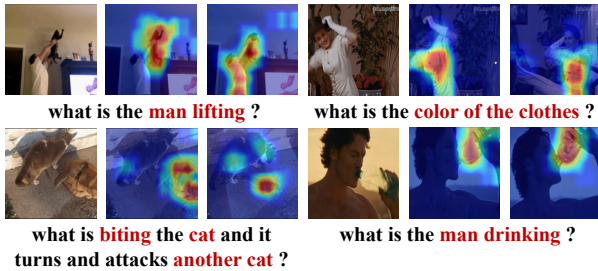 what is the man lifting ?
what is the color of the clothes ?
what is biting the cat and it
turns and attacks another cat ?
what is the man drinking ?